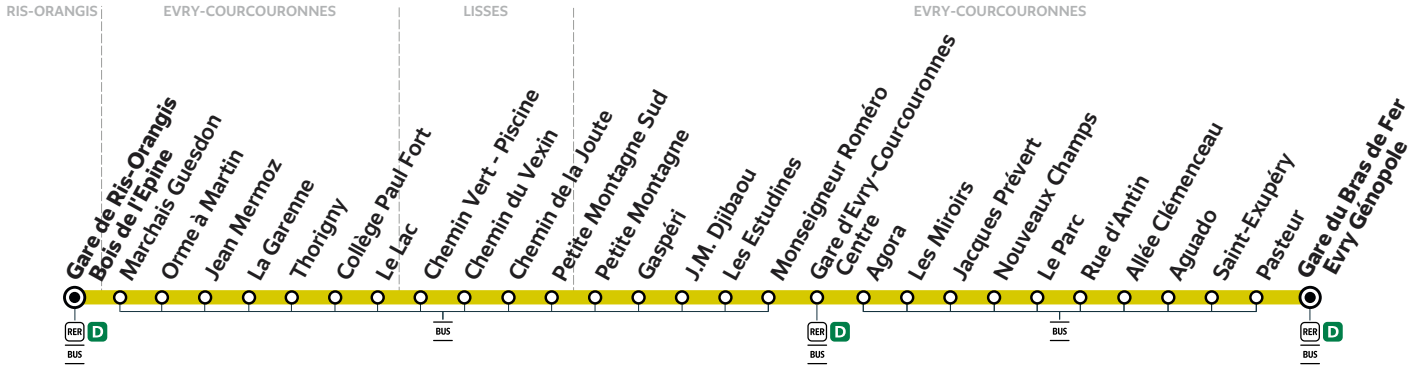 RIS-ORANGIS
EVRY-COURCOURONNES
LISSES
EVRY-COURCOURONNES
Gare de Ris-Orangis
Bois de l'Epine
Marchais Guesdon
Orme à Martin
Jean Mermoz
La Garenne
Thorigny
Collège Paul Fort
Le Lac
Chemin Vert - Piscine
Chemin du Vexin
Chemin de la Joute
Petite Montagne Sud
Petite Montagne
Gaspéri
J.M. Djibaou
Les Estudines
Monseigneur Roméro
Gare d'Evry-Courcouronnes
Centre
Agora
Les Miroirs
Jacques Prévert
Nouveaux Champs
Le Parc
Rue d'Antin
Allée Clémenceau
Aguado
Saint-Exupéry
Pasteur
Gare du Bras de Fer
Evry Génopole
RER D
BUS
BUS
RER D
BUS
RER D
BUS